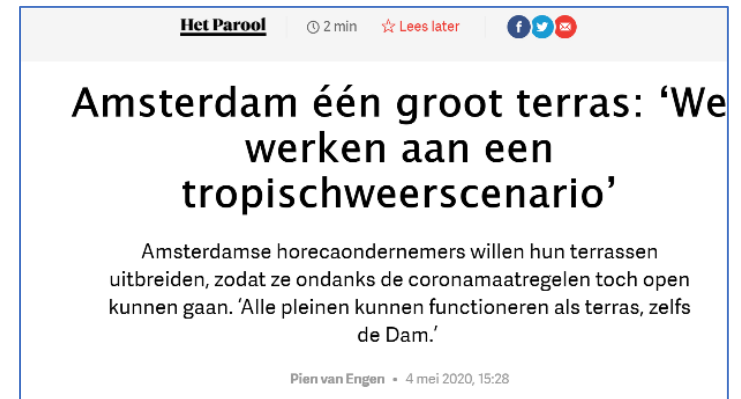 Het Parool 2 min Lees later
Amsterdam één groot terras: ‘We
werken aan een
tropischweerscenario’
Amsterdamse horecaondernemers willen hun terrassen
uitbreiden, zodat ze ondanks de coronamaatregelen toch open
kunnen gaan. ‘Alle pleinen kunnen functioneren als terras, zelfs
de Dam.’
Pien van Engen • 4 mei 2020, 15:28